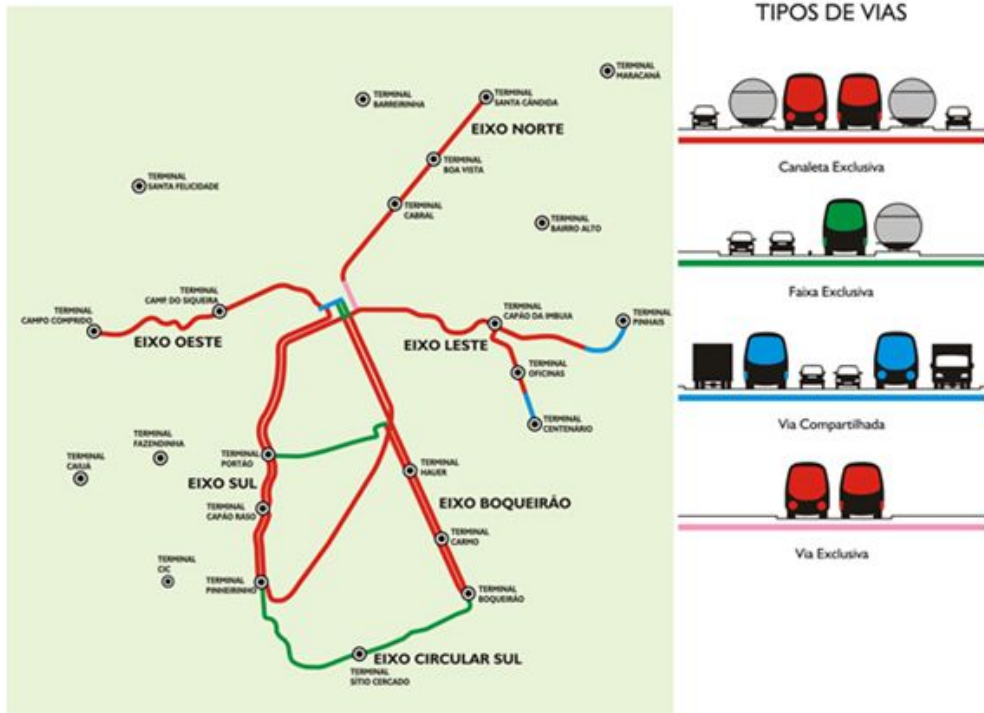 TIPOS DE VIAS
TERMINAL
MARACANÃ
TERMINAL
BARREIRINHA
TERMINAL
SANTA CÂNDIDA
EIXO NORTE
TERMINAL
BOA VISTA
TERMINAL
SANTA FELICIDADE
TERMINAL
CABRAL
TERMINAL
BAIRRO ALTO
TERMINAL
CAMP. DO SIQUEIRA
TERMINAL
CAMPO COMPRIDO
EIXO OESTE
TERMINAL
CAPÃO DA IMBUIA
TERMINAL
PINHAIS
EIXO LESTE
TERMINAL
OFICINAS
TERMINAL
CENTENÁRIO
TERMINAL
FAZENDINHA
TERMINAL
CAIUÁ
TERMINAL
PORTÃO
EIXO SUL
TERMINAL
HAUER
TERMINAL
CAPÃO RASO
EIXO BOQUEIRÃO
TERMINAL
CARMO
TERMINAL
CIC
TERMINAL
PINHEIRINHO
TERMINAL
BOQUEIRÃO
EIXO CIRCULAR SUL
TERMINAL
SÍTIO CERCADO
Canaleta Exclusiva
Faixa Exclusiva
Via Compartilhada
Via Exclusiva